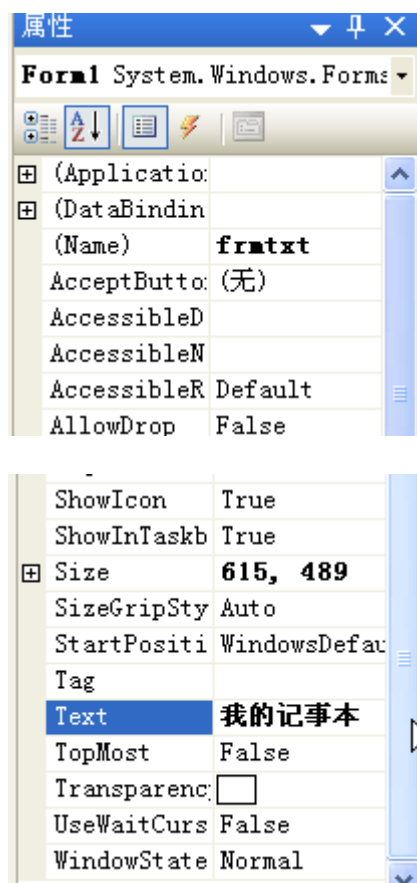 属性
Form1 System.Windows.Forms
(Applicatio
(DataBindin
(Name) frmtxt
AcceptButto (无)
AccessibleD
AccessibleN
AccessibleR Default
AllowDrop False
ShowIcon True
ShowInTaskb True
Size 615, 489
SizeGripSty Auto
StartPositi WindowsDefau
Tag
Text 我的记事本
TopMost False
Transparenc
UseWaitCurs False
WindowState Normal